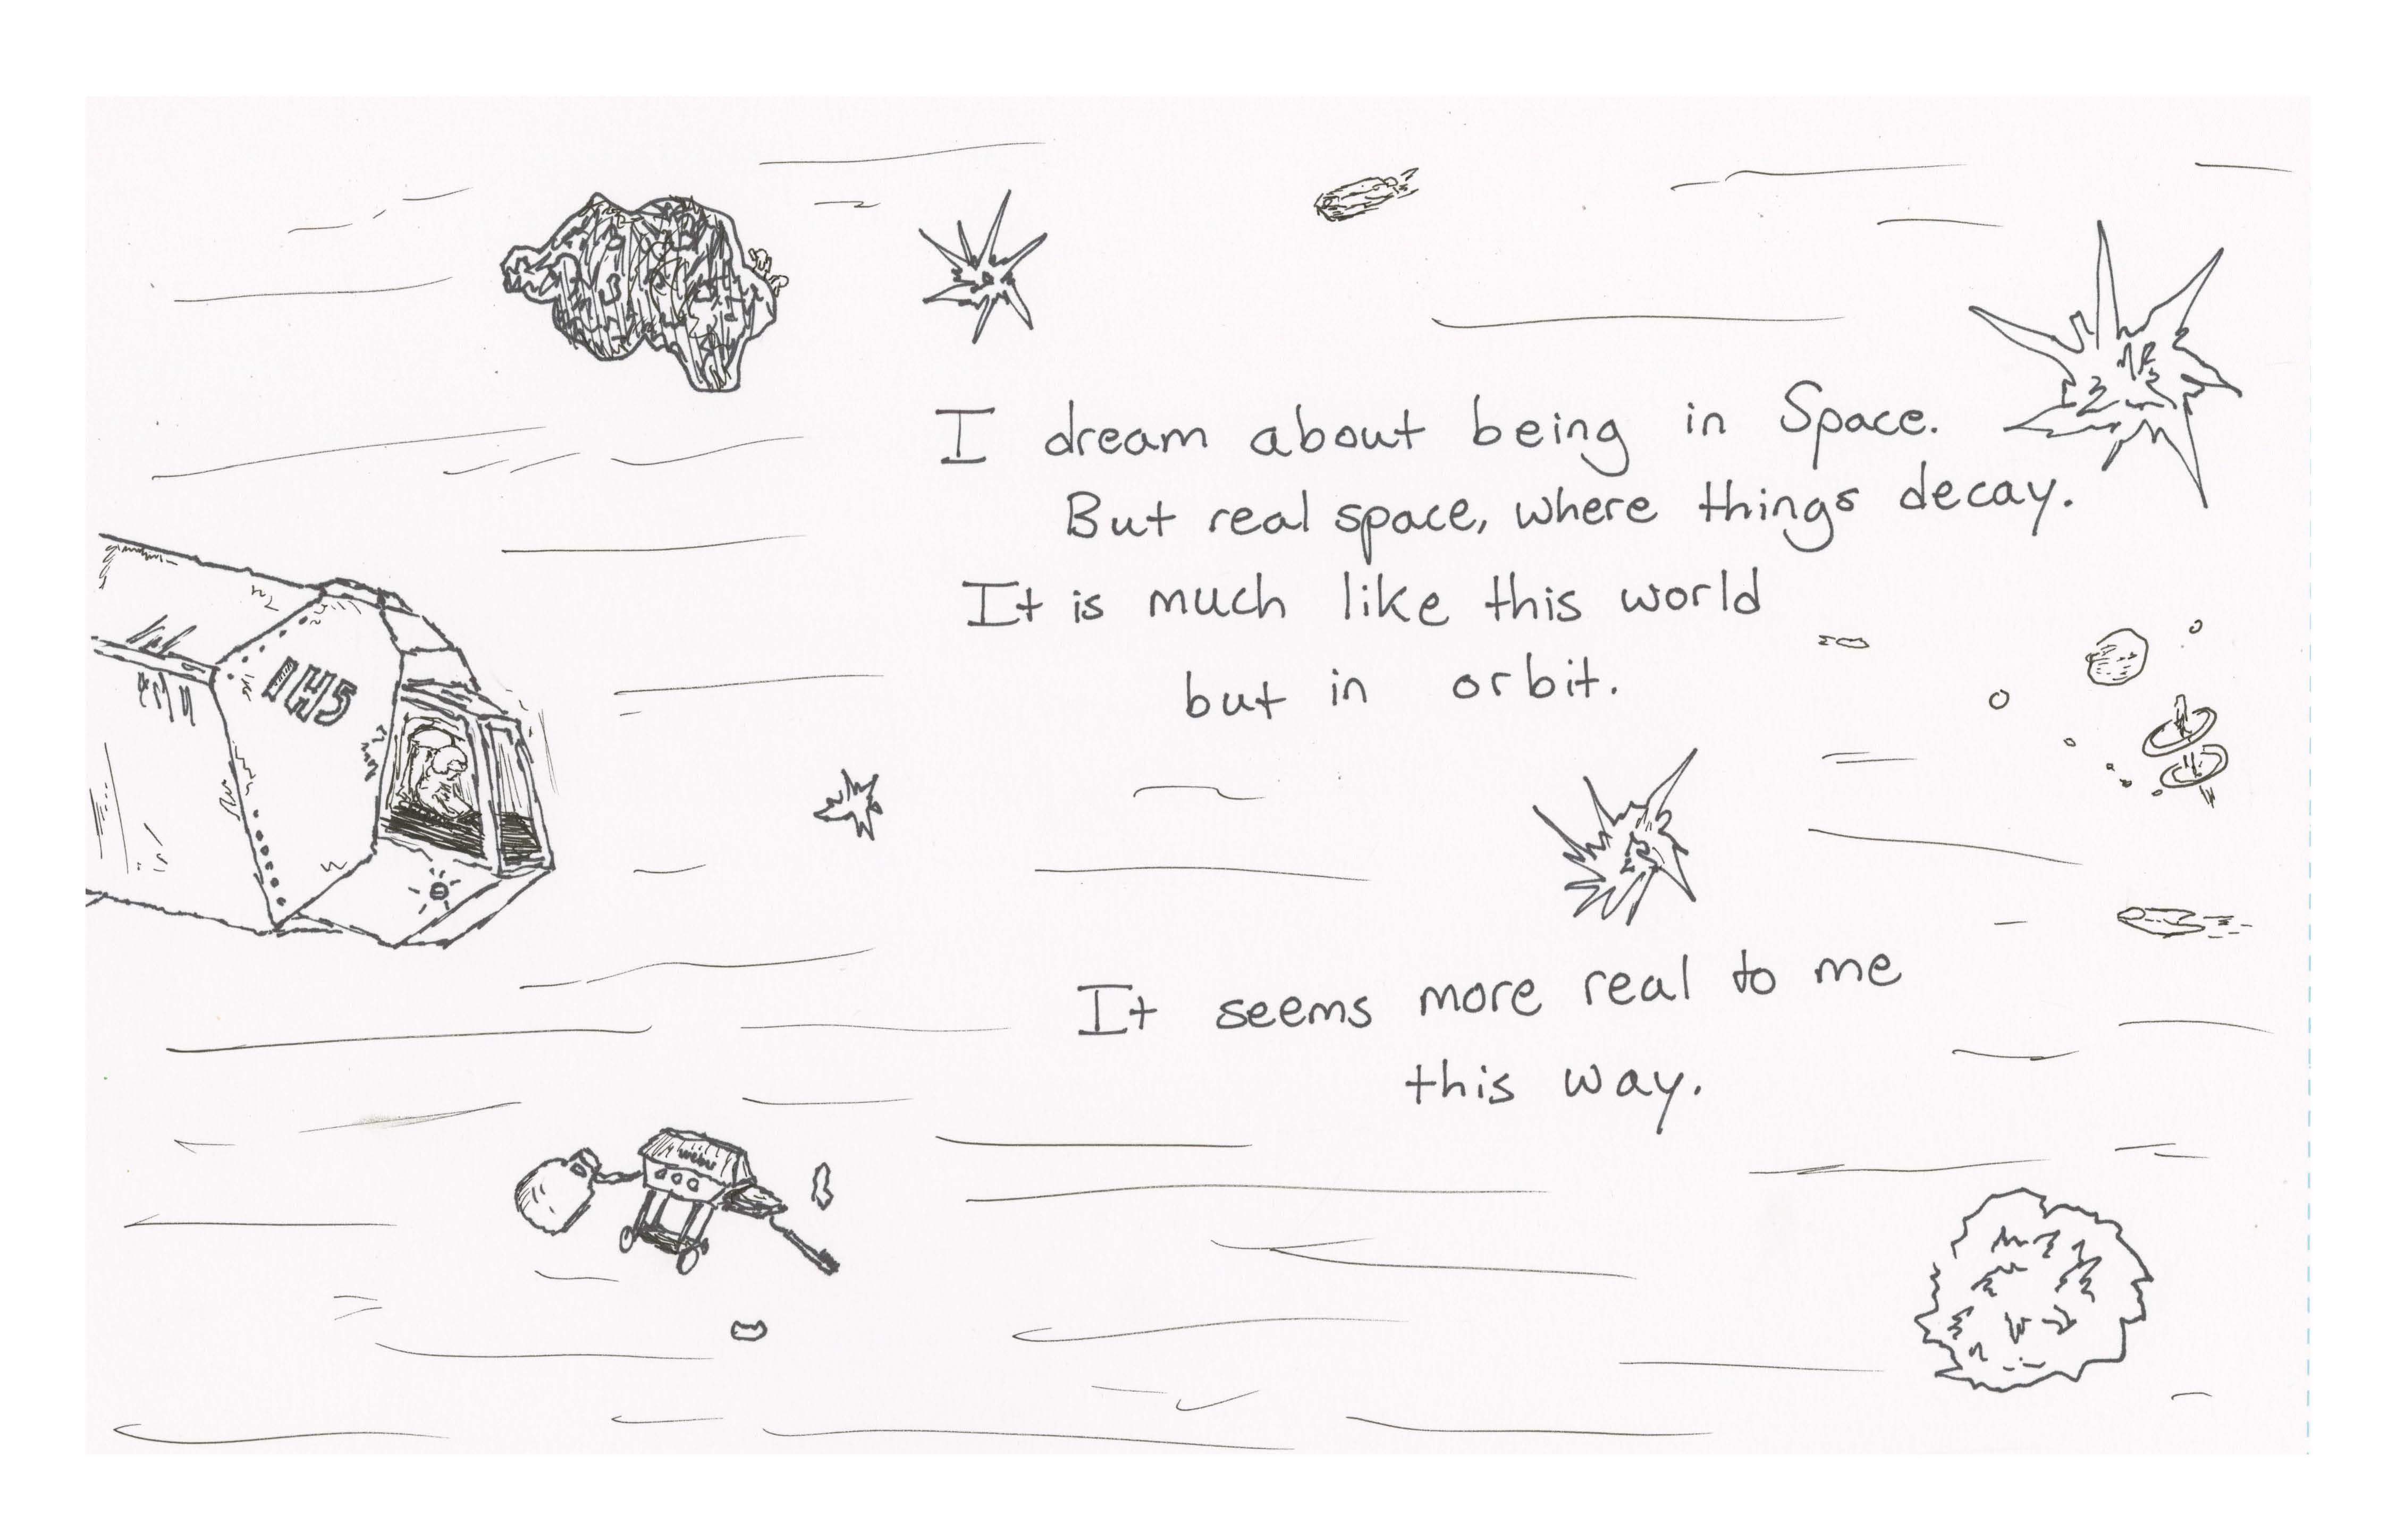 I dream about being in Space.
But real space, where things decay.
It is much like this world
but in orbit.
IH5
It seems more real to me
this way.